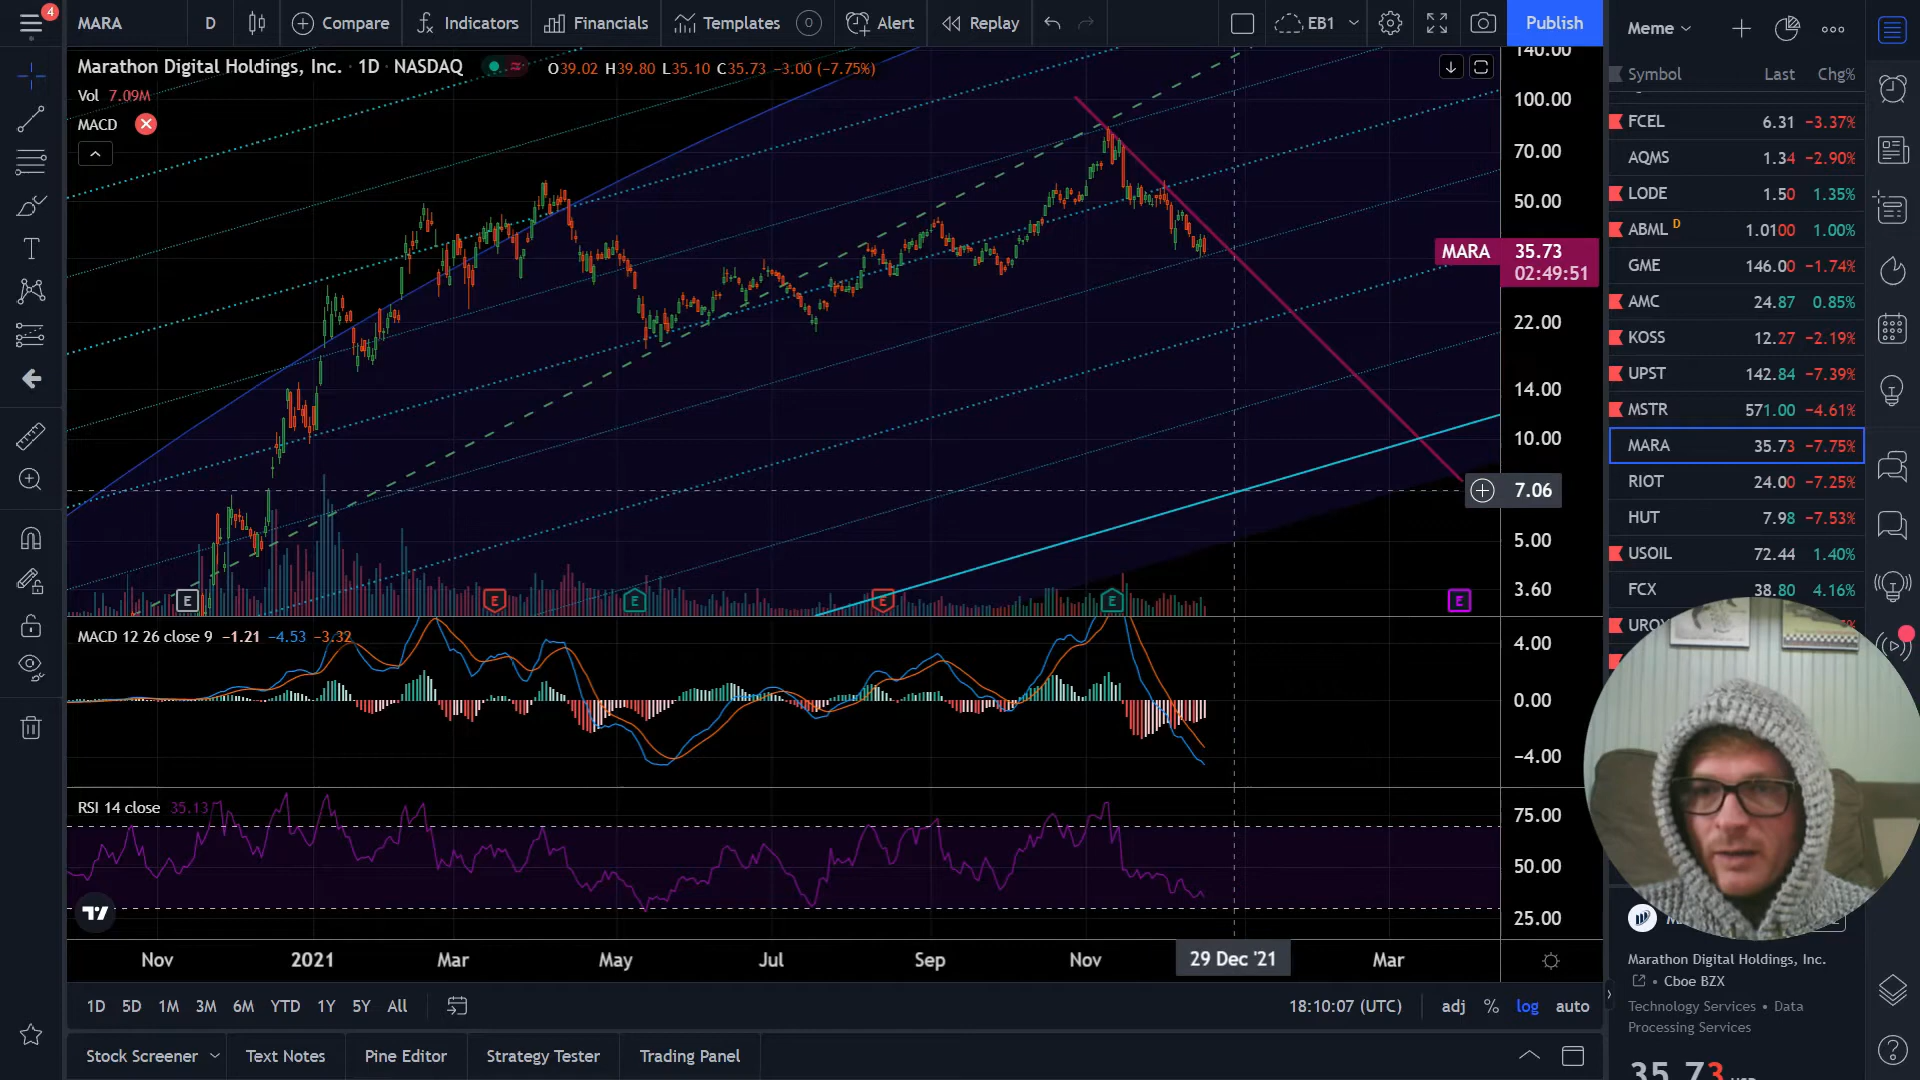 4
MARA
D
Compare
Indicators
Financials
Templates
0
Alert
Replay
EB1
Publish
Marathon Digital Holdings, Inc. · 1D · NASDAQ
O39.02 H39.80 L35.10 C35.73 −3.00 (−7.75%)
Vol 7.09M
MACD
140.00
100.00
70.00
50.00
MARA 35.73
02:49:51
22.00
14.00
10.00
7.06
5.00
3.60
E
E
E
E
E
E
MACD 12 26 close 9 −1.21 −4.53 −3.32
4.00
0.00
−4.00
RSI 14 close 35.13
75.00
50.00
25.00
Nov
2021
Mar
May
Jul
Sep
Nov
29 Dec '21
Mar
1D
5D
1M
3M
6M
YTD
1Y
5Y
All
18:10:07 (UTC)
adj
%
log
auto
Stock Screener
Text Notes
Pine Editor
Strategy Tester
Trading Panel
Meme
Symbol Last Chg%
FCEL 6.31 −3.37%
AQMS 1.34 −2.90%
LODE 1.50 1.35%
ABML D 1.0100 1.00%
GME 146.00 −1.74%
AMC 24.87 0.85%
KOSS 12.27 −2.19%
UPST 142.84 −7.39%
MSTR 571.00 −4.61%
MARA 35.73 −7.75%
RIOT 24.00 −7.25%
HUT 7.98 −7.53%
USOIL 72.44 1.40%
FCX 38.80 4.16%
Marathon Digital Holdings, Inc.
• Cboe BZX
Technology Services • Data
Processing Services
35.73